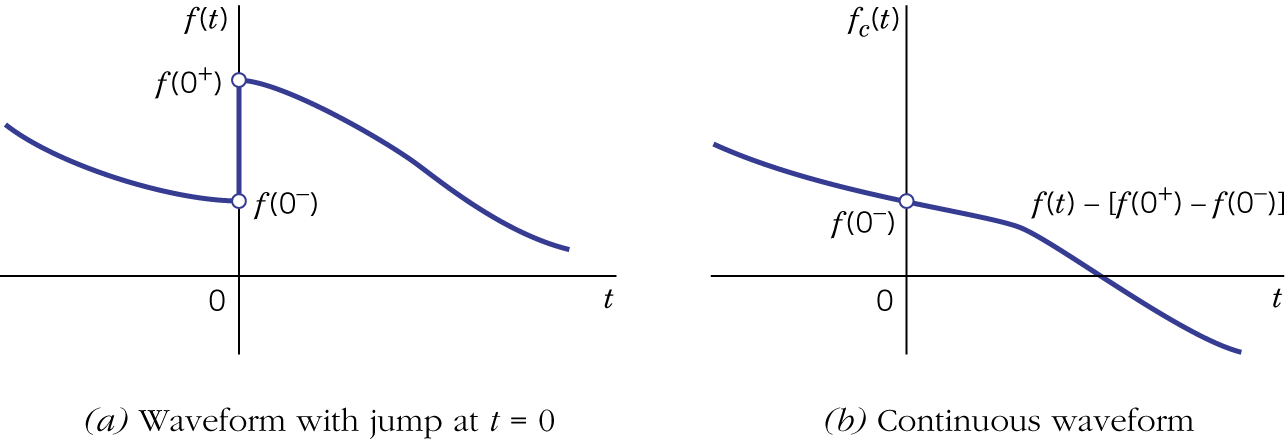 f(t)
f(0⁺)
f(0⁻)
0
t
(a) Waveform with jump at t = 0
f_c(t)
f(0⁻)
f(t) – [f(0⁺) – f(0⁻)]
0
t
(b) Continuous waveform